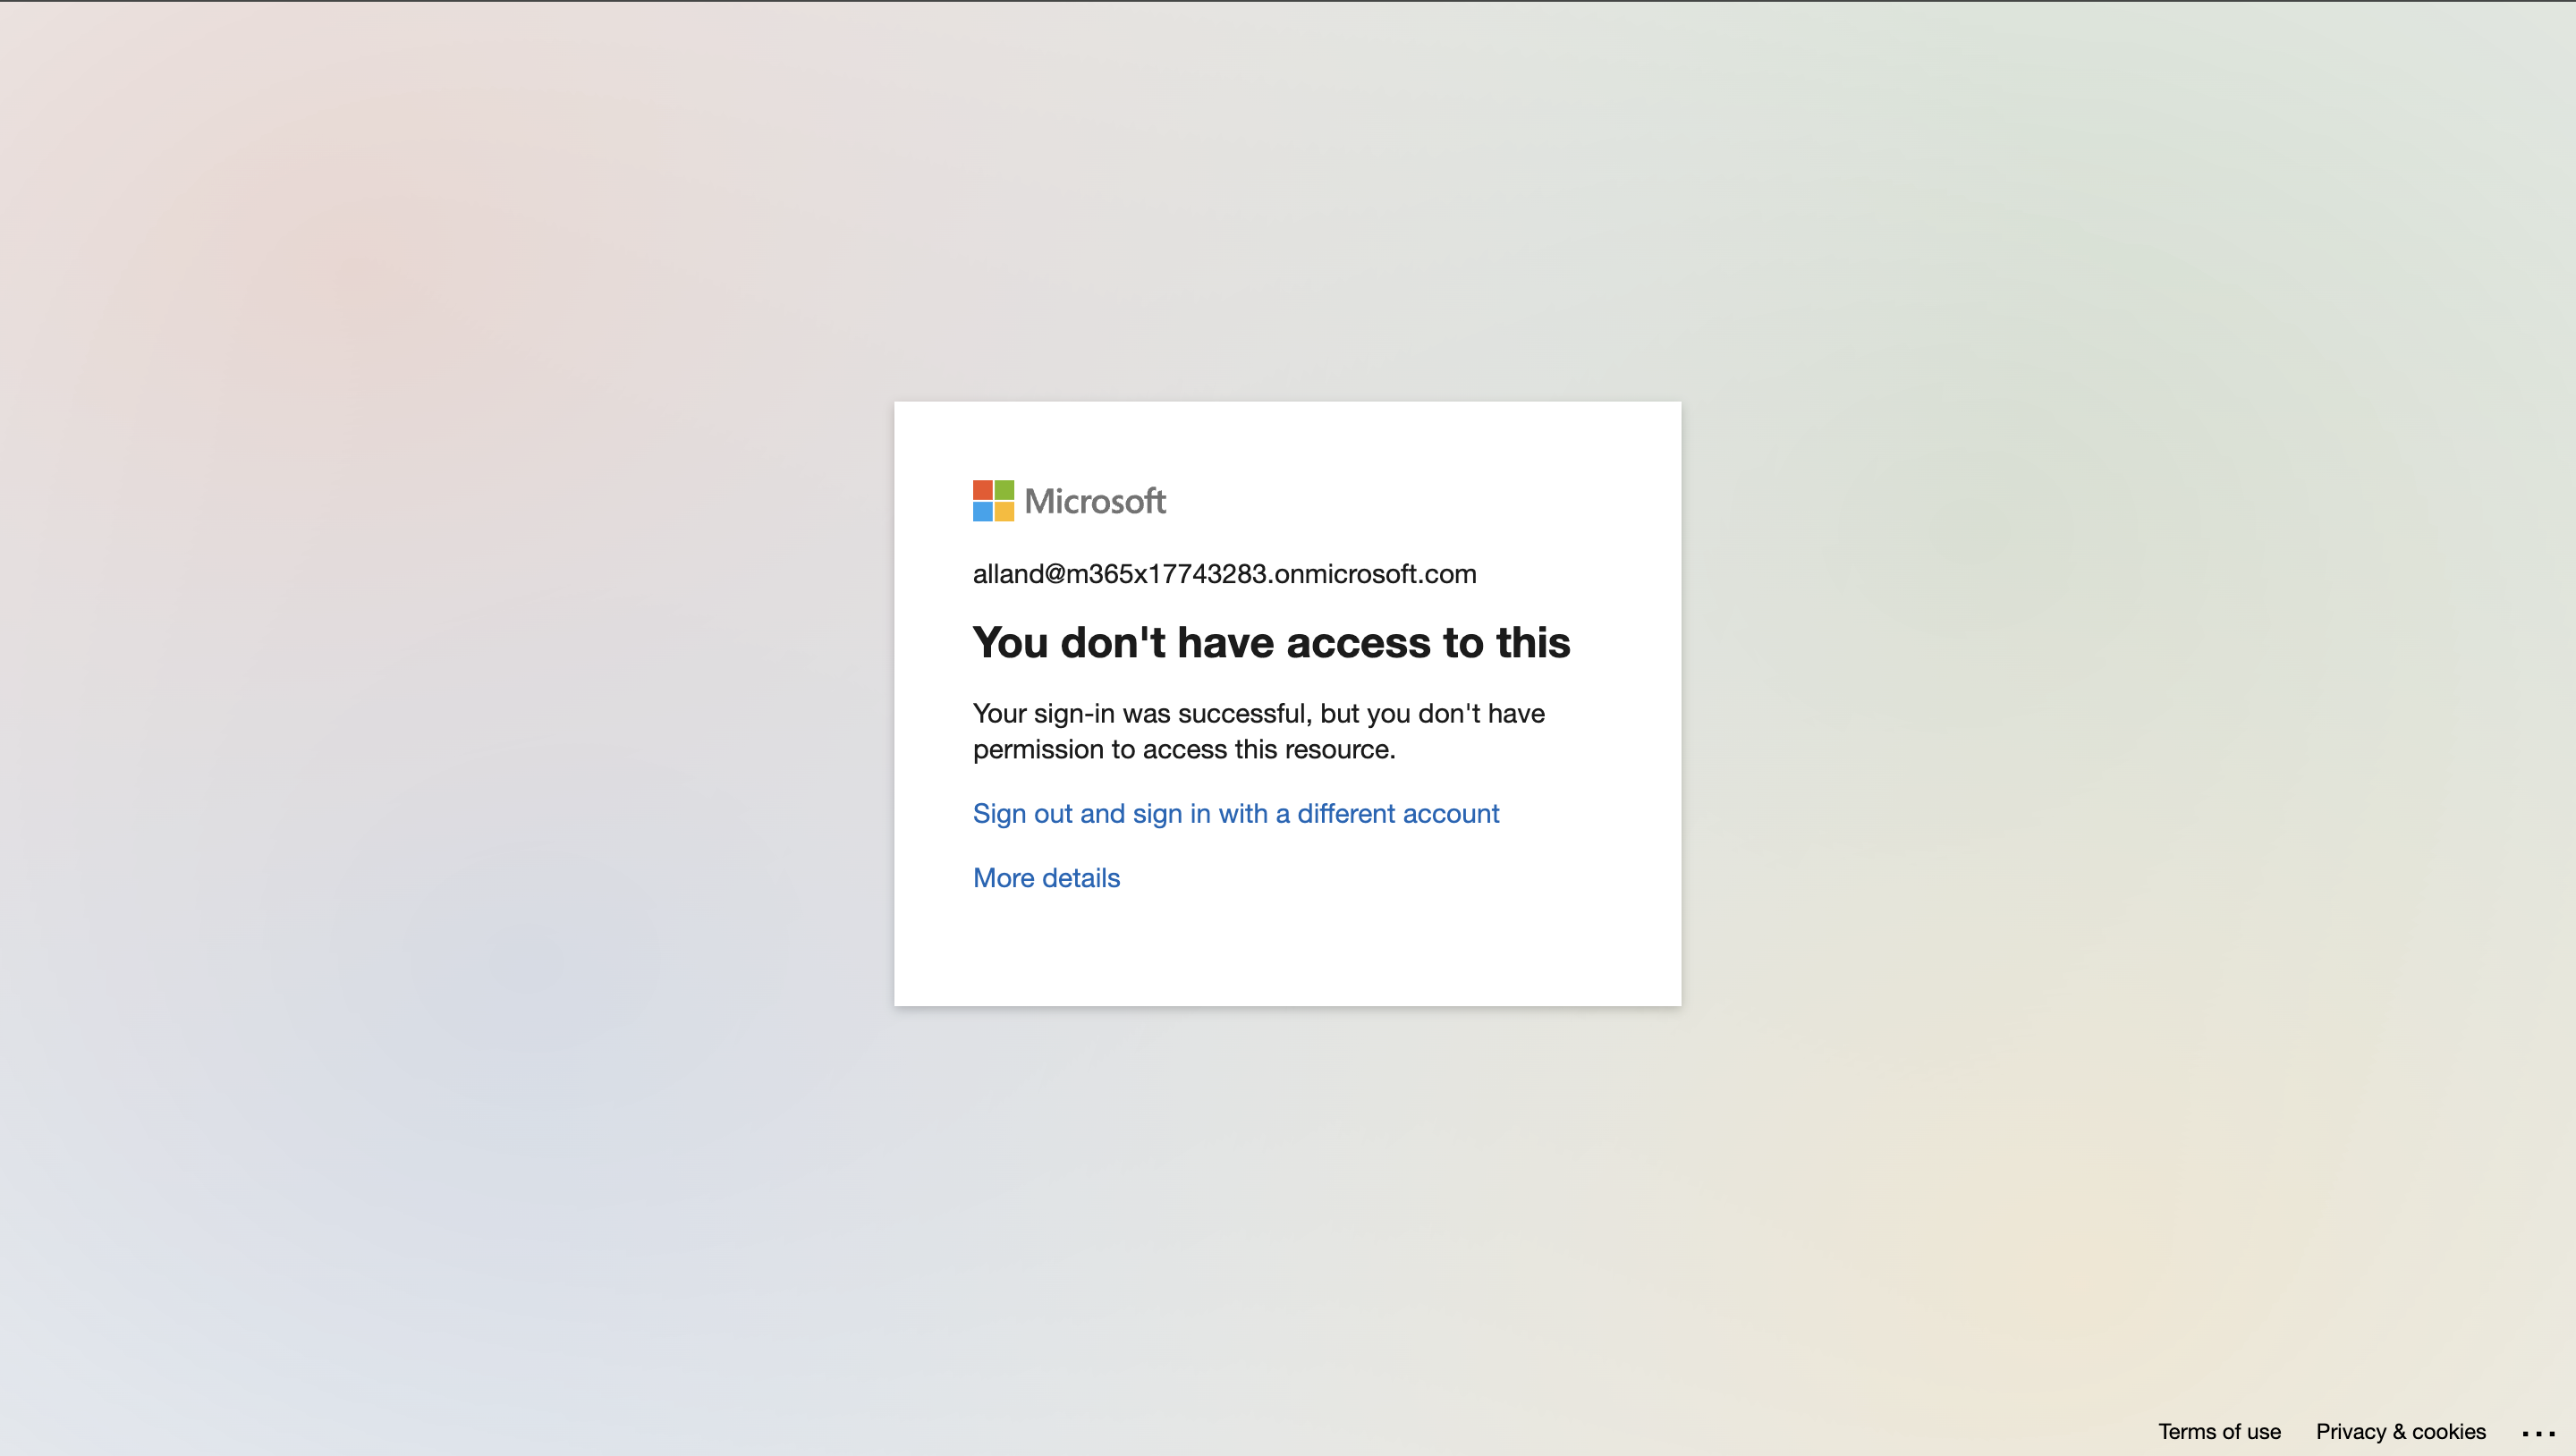 Microsoft
alland@m365x17743283.onmicrosoft.com
You don't have access to this
Your sign-in was successful, but you don't have
permission to access this resource.
Sign out and sign in with a different account
More details
Terms of use Privacy & cookies ...